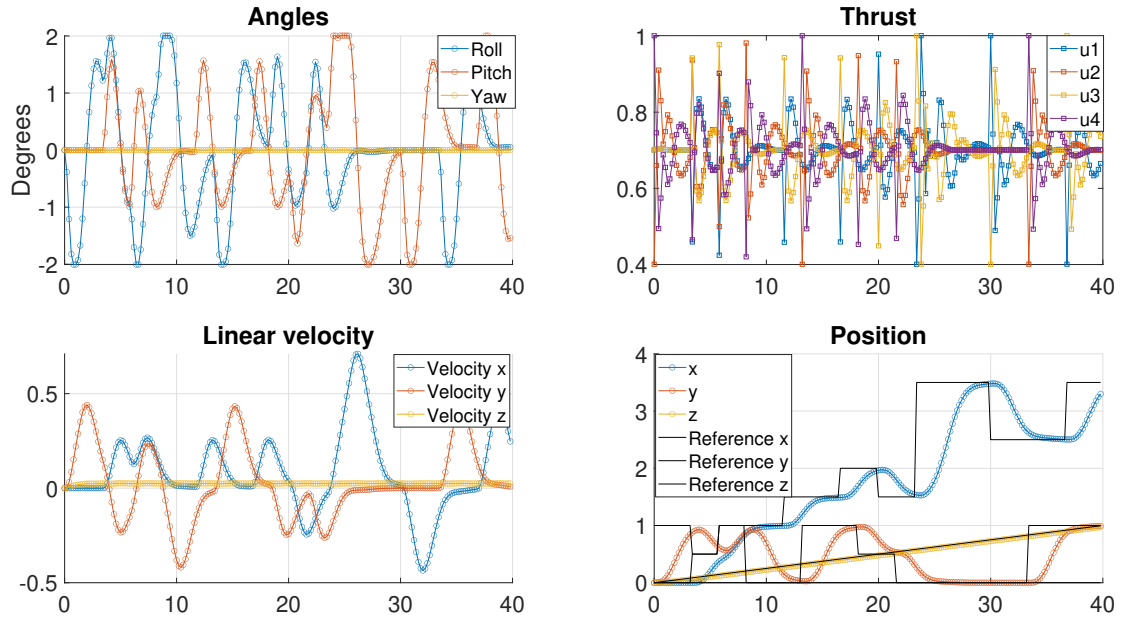 Angles
Degrees
2
1
0
-1
-2
0
10
20
30
40
Roll
Pitch
Yaw
Thrust
1
0.8
0.6
0.4
0
10
20
30
40
u1
u2
u3
u4
Linear velocity
0.5
0
-0.5
0
10
20
30
40
Velocity x
Velocity y
Velocity z
Position
4
3
2
1
0
0
10
20
30
40
x
y
z
Reference x
Reference y
Reference z